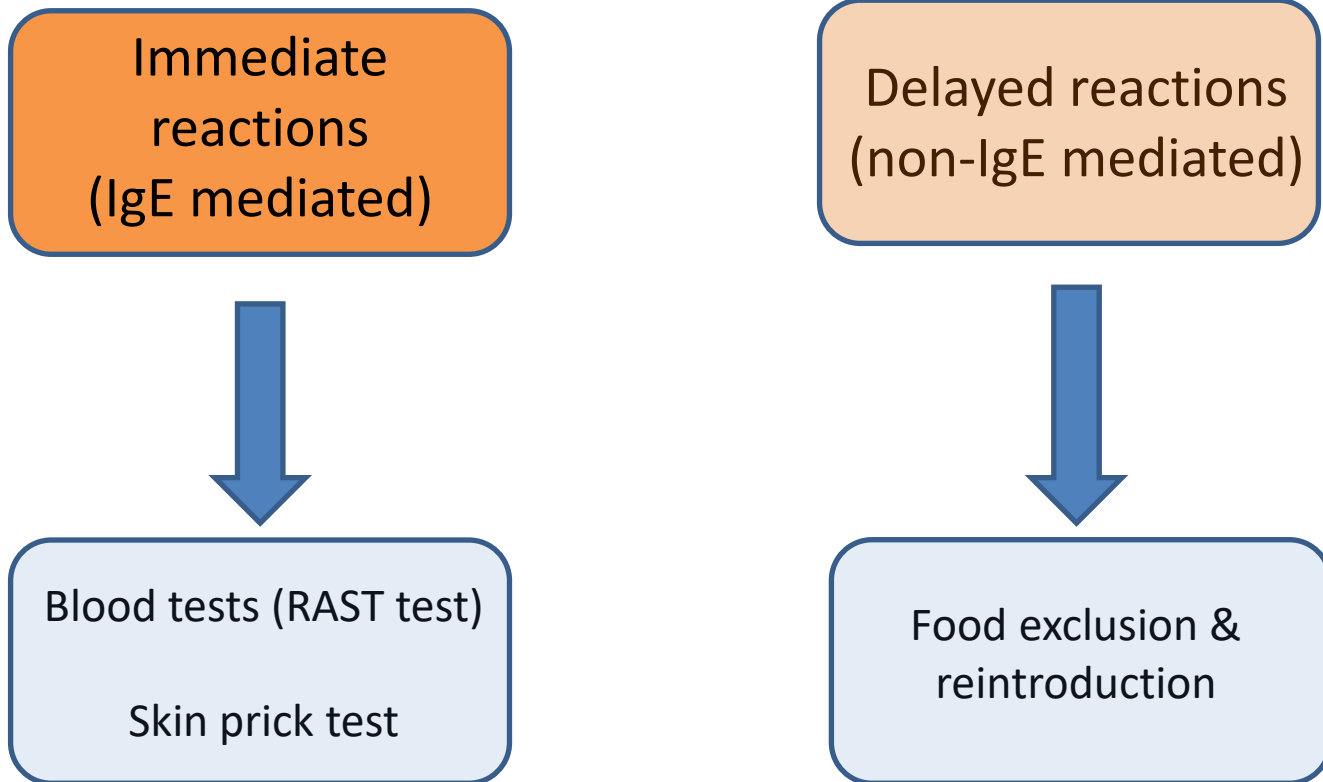 Immediate
reactions
(IgE mediated)
Delayed reactions
(non-IgE mediated)
Blood tests (RAST test)
Skin prick test
Food exclusion &
reintroduction